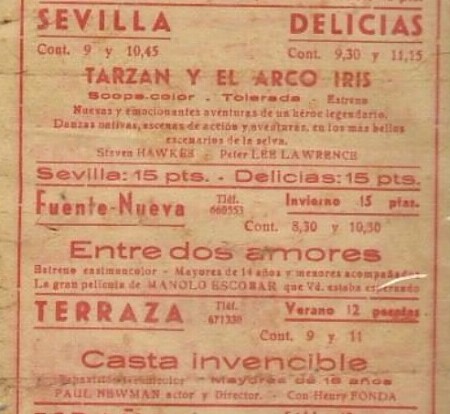 SEVILLA DELICIAS
Cont. 9 y 10,45 Cont. 9,30 y 11,15
TARZAN Y EL ARCO IRIS
Scope-color - Tolerada - Estreno
Nuevas y emocionantes aventuras de un héroe legendario.
Danzas nativas, escenas de acción y aventuras, en los más bellos
escenarios de la selva.
Steven HAWKES - Peter LEE LAWRENCE
Sevilla: 15 pts. - Delicias: 15 pts.
Fuente-Nueva Tlóf. 660553 Invierno 15 ptas.
Cont. 8,30 y 10,30
Entre dos amores
Estreno eastmancolor - Mayores de 14 años y menores acompañados
La gran película de MANOLO ESCOBAR que Vd. estaba esperando
TERRAZA Tlf. 671330 Verano 12 pesetas
Cont. 9 y 11
Casta invencible
Mayores de 18 años
PAUL NEWMAN actor y Director. - Con Henry FONDA